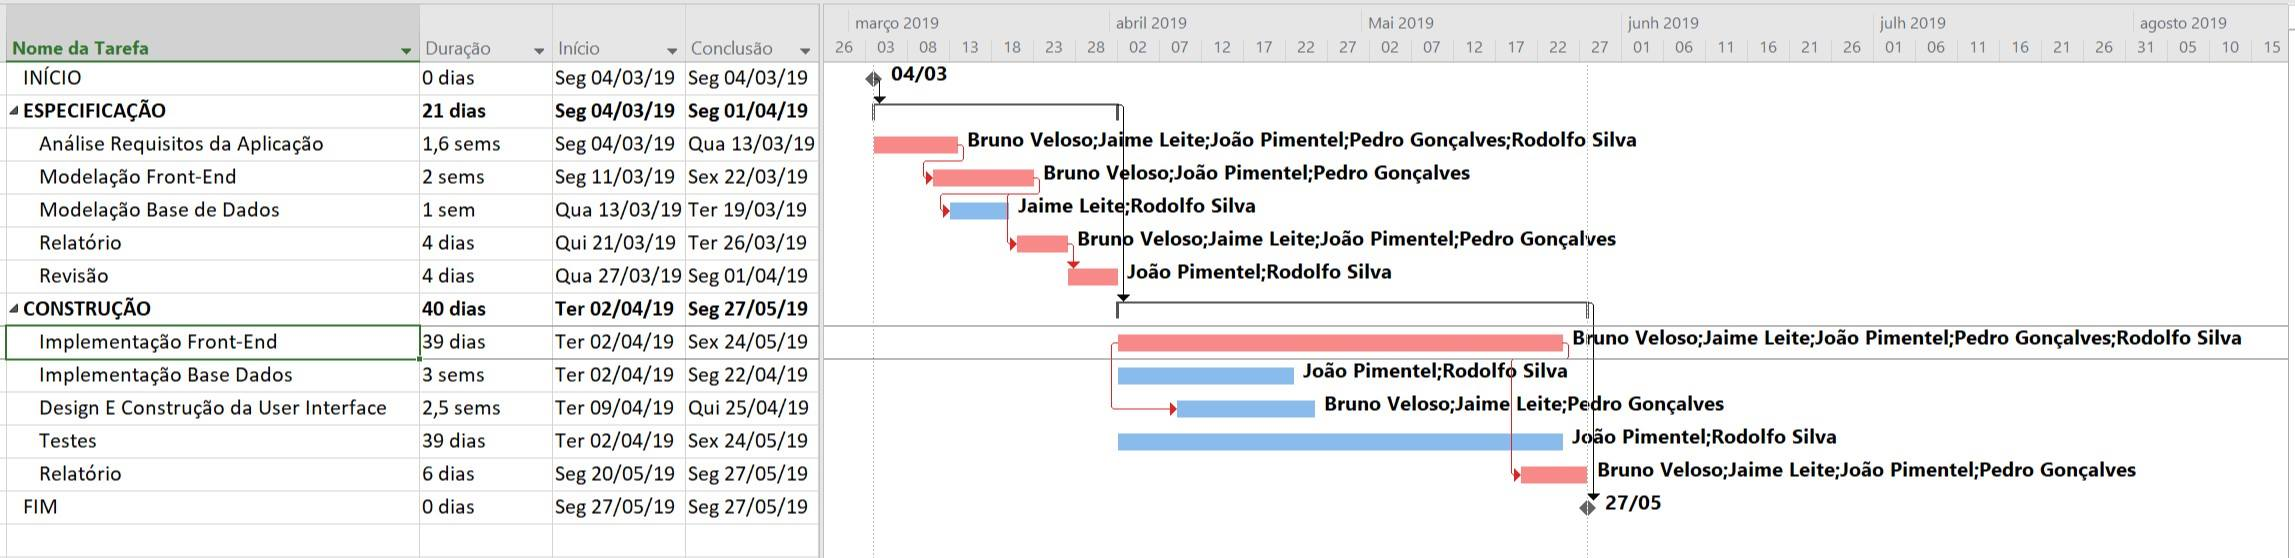 março 2019 abril 2019 Mai 2019 junh 2019 julh 2019 agosto 2019
Nome da Tarefa Duração Início Conclusão 26 03 08 13 18 23 28 02 07 12 17 22 27 02 07 12 17 22 27 01 06 11 16 21 26 01 06 11 16 21 26 31 05 10 15
INÍCIO 0 dias Seg 04/03/19 Seg 04/03/19 04/03
ESPECIFICAÇÃO 21 dias Seg 04/03/19 Seg 01/04/19
Análise Requisitos da Aplicação 1,6 sems Seg 04/03/19 Qua 13/03/19 Bruno Veloso;Jaime Leite;João Pimentel;Pedro Gonçalves;Rodolfo Silva
Modelação Front-End 2 sems Seg 11/03/19 Sex 22/03/19 Bruno Veloso;João Pimentel;Pedro Gonçalves
Modelação Base de Dados 1 sem Qua 13/03/19 Ter 19/03/19 Jaime Leite;Rodolfo Silva
Relatório 4 dias Qui 21/03/19 Ter 26/03/19 Bruno Veloso;Jaime Leite;João Pimentel;Pedro Gonçalves
Revisão 4 dias Qua 27/03/19 Seg 01/04/19 João Pimentel;Rodolfo Silva
CONSTRUÇÃO 40 dias Ter 02/04/19 Seg 27/05/19
Implementação Front-End 39 dias Ter 02/04/19 Sex 24/05/19 Bruno Veloso;Jaime Leite;João Pimentel;Pedro Gonçalves;Rodolfo Silva
Implementação Base Dados 3 sems Ter 02/04/19 Seg 22/04/19 João Pimentel;Rodolfo Silva
Design E Construção da User Interface 2,5 sems Ter 09/04/19 Qui 25/04/19 Bruno Veloso;Jaime Leite;Pedro Gonçalves
Testes 39 dias Ter 02/04/19 Sex 24/05/19 João Pimentel;Rodolfo Silva
Relatório 6 dias Seg 20/05/19 Seg 27/05/19 Bruno Veloso;Jaime Leite;João Pimentel;Pedro Gonçalves
FIM 0 dias Seg 27/05/19 Seg 27/05/19 27/05